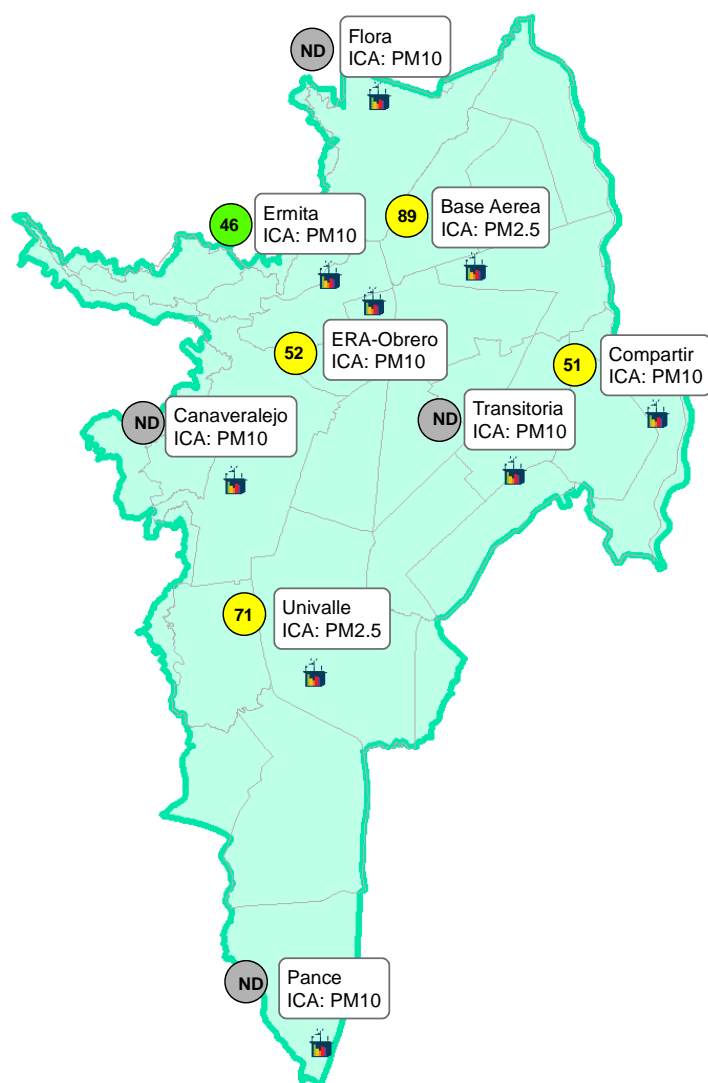 ND
Flora
ICA: PM10
46
Ermita
ICA: PM10
89
Base Aerea
ICA: PM2.5
52
ERA-Obrero
ICA: PM10
51
Compartir
ICA: PM10
ND
Canaveralejo
ICA: PM10
ND
Transitoria
ICA: PM10
71
Univalle
ICA: PM2.5
ND
Pance
ICA: PM10